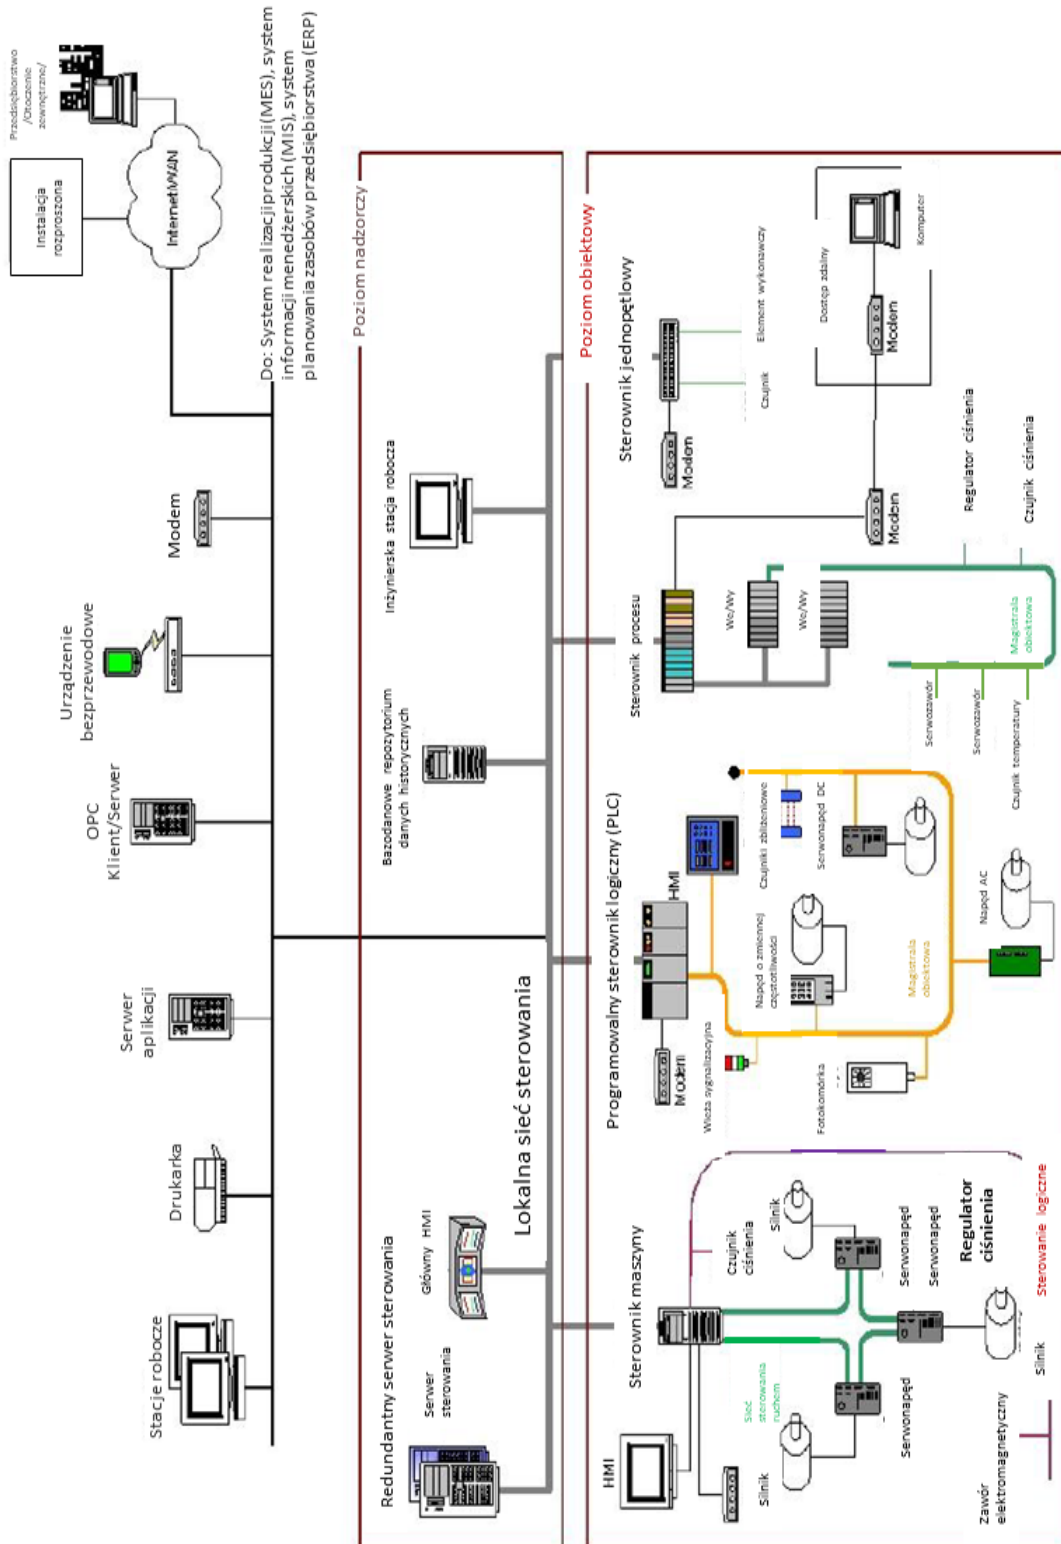 Przedsiębiorstwo
/Otoczenie
zewnętrzne/
Instalacja
rozproszona
Internet/WAN
Do: System realizacji produkcji (MES), system
informacji menedżerskich (MIS), system
planowania zasobów przedsiębiorstwa (ERP)
Stacje robocze
Drukarka
Serwer
aplikacji
OPC
Klient/Serwer
Urządzenie
bezprzewodowe
Modem
Poziom nadzorczy
Redundantny serwer sterowania
Serwer
sterowania
Główny HMI
Bazodanowe repozytorium
danych historycznych
Inżynierska stacja robocza
Lokalna sieć sterowania
Poziom obiektowy
HMI
Sterownik maszyny
Silnik
Sieć
sterowania
ruchem
Serwonapęd
Czujnik
ciśnienia
Silnik
Serwonapęd
Serwonapęd
Regulator
ciśnienia
Silnik
Zawór
elektromagnetyczny
Sterowanie logiczne
Programowalny sterownik logiczny (PLC)
Modem
HMI
Wieża sygnalizacyjna
Napęd o zmiennej
częstotliwości
Czujniki zbliżeniowe
Serwonapęd DC
Fotokomórka
Magistrala
obiektowa
Napęd AC
Sterownik procesu
We/Wy
We/Wy
Serwozawór
Serwozawór
Czujnik temperatury
Magistrala
obiektowa
Regulator ciśnienia
Czujnik ciśnienia
Modem
Sterownik jednopętlowy
Modem
Czujnik
Element wykonawczy
Dostęp zdalny
Modem
Komputer